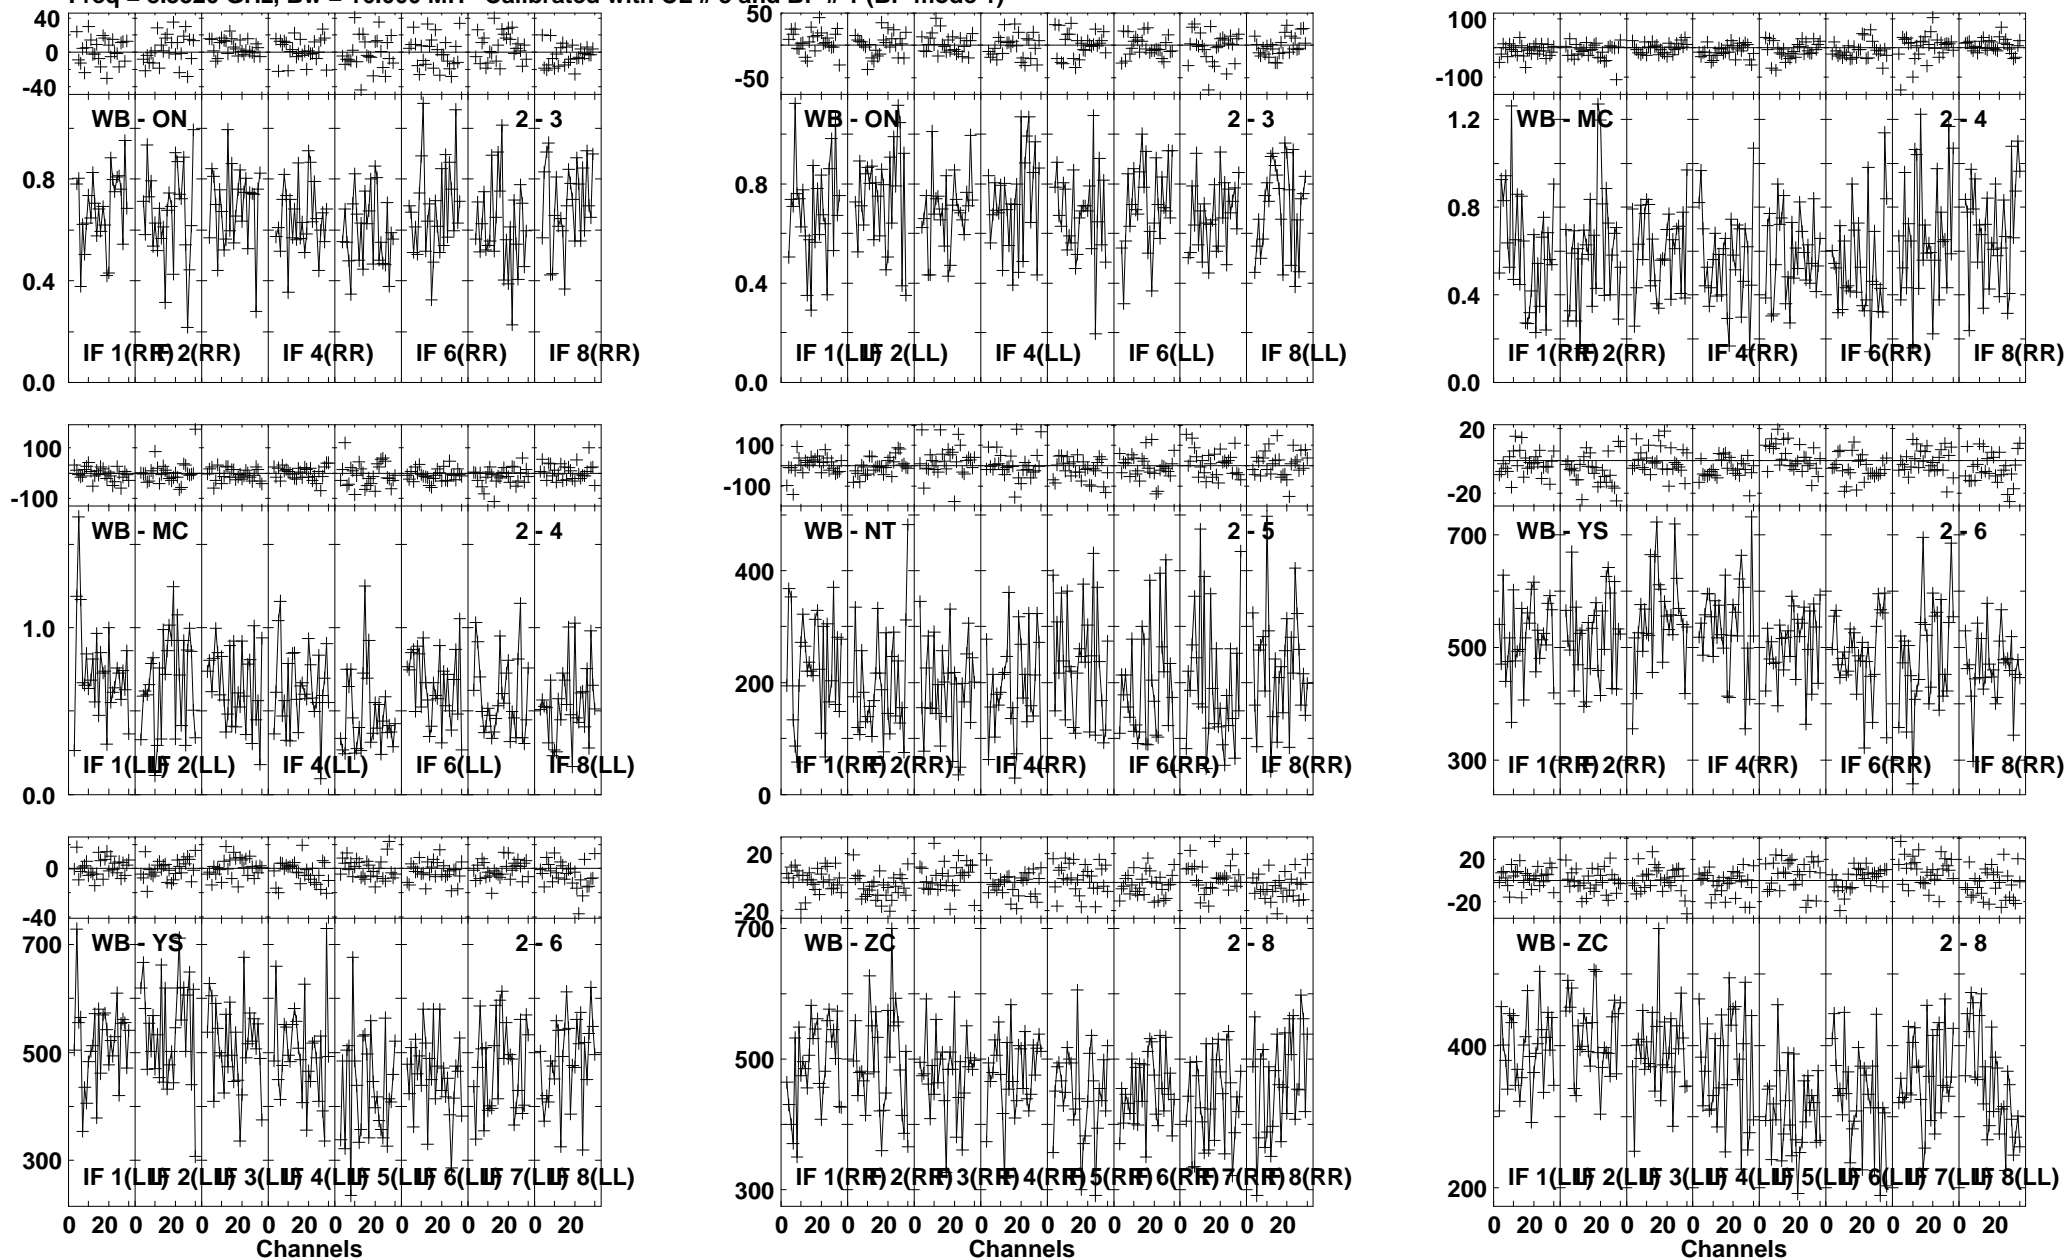 40
0
-40
WB - ON 2 - 3
0.8
0.4
0.0
IF 1(RR) IF 2(RR) IF 4(RR) IF 6(RR) IF 8(RR)
50
-50
WB - ON 2 - 3
0.8
0.4
0.0
IF 1(LL) IF 2(LL) IF 4(LL) IF 6(LL) IF 8(LL)
100
-100
WB - MC 2 - 4
1.2
0.8
0.4
0.0
IF 1(RR) IF 2(RR) IF 4(RR) IF 6(RR) IF 8(RR)
100
-100
WB - MC 2 - 4
1.0
0.0
IF 1(LL) IF 2(LL) IF 4(LL) IF 6(LL) IF 8(LL)
100
-100
WB - NT 2 - 5
400
200
0
IF 1(RR) IF 2(RR) IF 4(RR) IF 6(RR) IF 8(RR)
20
-20
WB - YS 2 - 6
700
500
300
IF 1(RR) IF 2(RR) IF 4(RR) IF 6(RR) IF 8(RR)
0
-40
WB - YS 2 - 6
700
500
300
IF 1(LL) IF 2(LL) IF 3(LL) IF 4(LL) IF 5(LL) IF 6(LL) IF 7(LL) IF 8(LL)
0 20 0 20 0 20 0 20 0 20 0 20 0 20 0 20
Channels
20
-20
WB - ZC 2 - 8
700
500
300
IF 1(RR) IF 2(RR) IF 3(RR) IF 4(RR) IF 5(RR) IF 6(RR) IF 7(RR) IF 8(RR)
0 20 0 20 0 20 0 20 0 20 0 20 0 20 0 20
Channels
20
-20
WB - ZC 2 - 8
400
200
IF 1(LL) IF 2(LL) IF 3(LL) IF 4(LL) IF 5(LL) IF 6(LL) IF 7(LL) IF 8(LL)
0 20 0 20 0 20 0 20 0 20 0 20 0 20 0 20
Channels